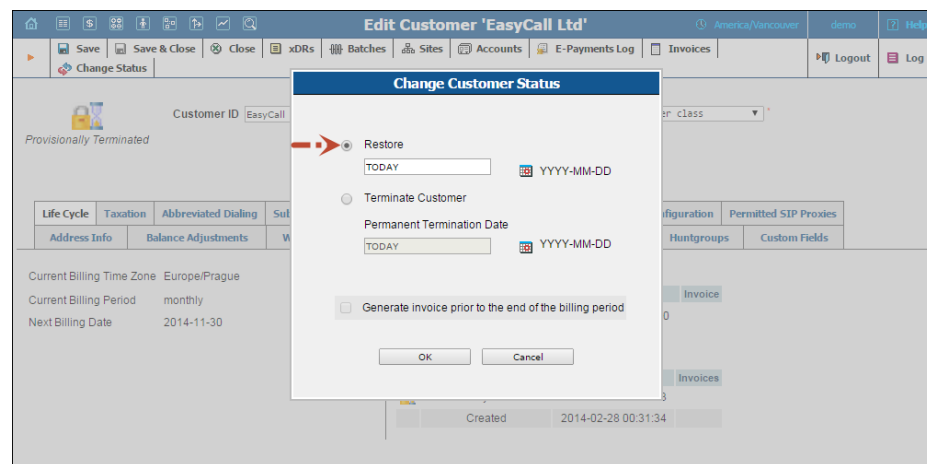 Edit Customer 'EasyCall Ltd' America/Vancouver demo [?] Help
Save Save & Close Close xDRs Batches Sites Accounts E-Payments Log Invoices Logout Log
Change Status
Change Customer Status
Customer ID EasyCall class
Provisionally Terminated
Restore
TODAY YYYY-MM-DD
Terminate Customer
Permanent Termination Date
TODAY YYYY-MM-DD
Life Cycle Taxation Abbreviated Dialing Permitted SIP Proxies
Address Info Balance Adjustments Huntgroups Custom Fields
Current Billing Time Zone Europe/Prague
Current Billing Period monthly
Next Billing Date 2014-11-30
Invoice
0
Generate invoice prior to the end of the billing period
OK Cancel
Invoices
Created 2014-02-28 00:31:34